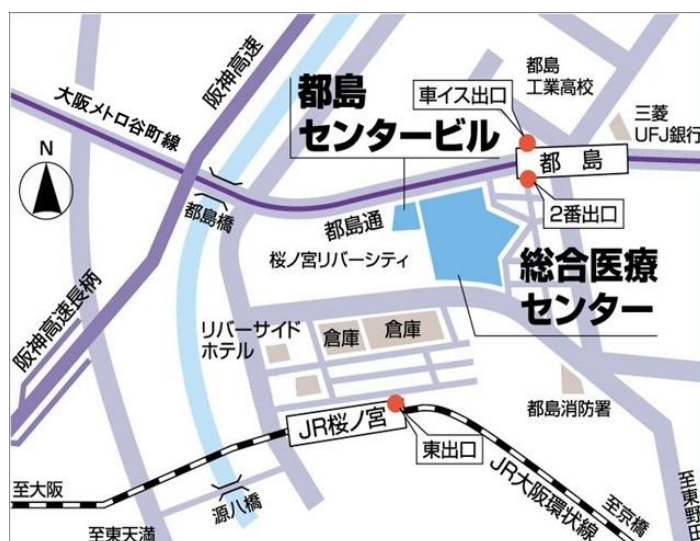 阪神高速
大阪メトロ谷町線
N
都島
センタービル
車イス出口
都島
工業高校
三菱
UFJ銀行
都島
2番出口
都島橋
都島通
桜ノ宮リバーシティ
総合医療
センター
阪神高速長柄
リバーサイド
ホテル
倉庫
倉庫
都島消防署
JR桜ノ宮
東出口
JR大阪環状線
至大阪
源八橋
至東天満
至京橋
至東野田